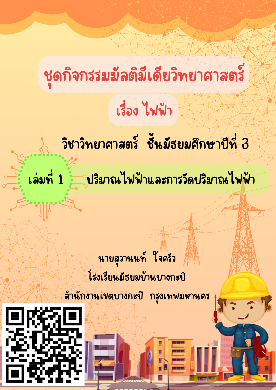 ชุดกิจกรรมมัลติมีเดียวิทยาศาสตร์
เรื่อง ไฟฟ้า
วิชาวิทยาศาสตร์ ชั้นมัธยมศึกษาปีที่ 3
เล่มที่ 1 ปริมาณไฟฟ้าและการวัดปริมาณไฟฟ้า
นายสุวานนท์ ใจตรัง
โรงเรียนมัธยมบ้านบางกะปิ
สำนักงานเขตบางกะปิ กรุงเทพมหานคร